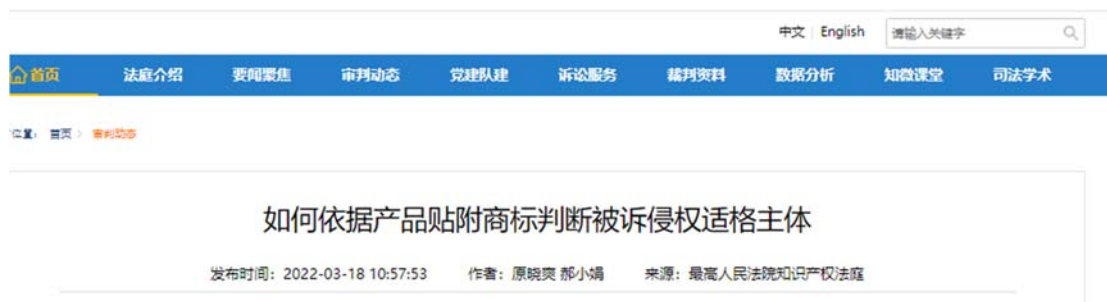 中文 | English 请输入关键字
首页 法庭介绍 要闻聚焦 审判动态 党建队建 诉讼服务 裁判资料 数据分析 知微课堂 司法学术
位置： 首页 > 审判动态
如何依据产品贴附商标判断被诉侵权适格主体
发布时间：2022-03-18 10:57:53 作者：原晓爽 郝小娟 来源：最高人民法院知识产权法庭